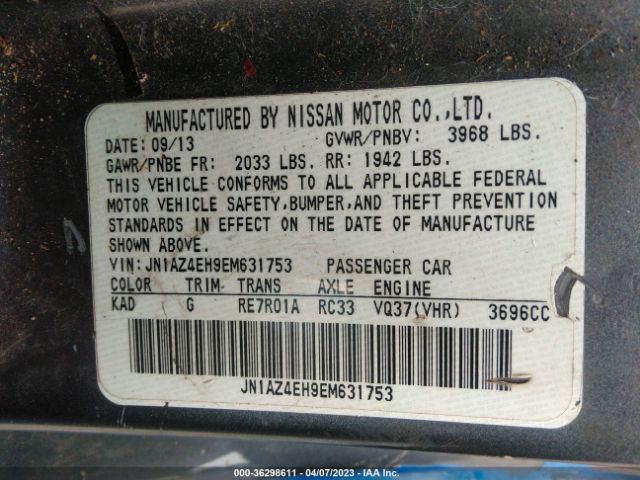 MANUFACTURED BY NISSAN MOTOR CO.,LTD.
DATE: 09/13 GVWR/PNBV: 3968 LBS.
GAWR/PNBE FR: 2033 LBS. RR: 1942 LBS.
THIS VEHICLE CONFORMS TO ALL APPLICABLE FEDERAL
MOTOR VEHICLE SAFETY,BUMPER,AND THEFT PREVENTION
STANDARDS IN EFFECT ON THE DATE OF MANUFACTURE
SHOWN ABOVE.
VIN:JN1AZ4EH9EM631753 PASSENGER CAR
COLOR TRIM TRANS AXLE ENGINE
KAD G RE7R01A RC33 VQ37(VHR) 3696CC
JN1AZ4EH9EM631753
000-36298611 - 04/07/2023 - IAA Inc.